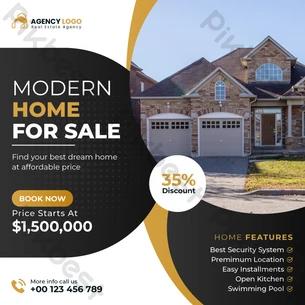 AGENCY LOGO
Real Estate Agency
MODERN
HOME
FOR SALE
Find your best dream home
at affordable price
BOOK NOW
Price Starts At
$1,500,000
35%
Discount
HOME FEATURES
Best Security System
Premimum Location
Easy Installments
Open Kitchen
Swimming Pool
More info call us
+00 123 456 789